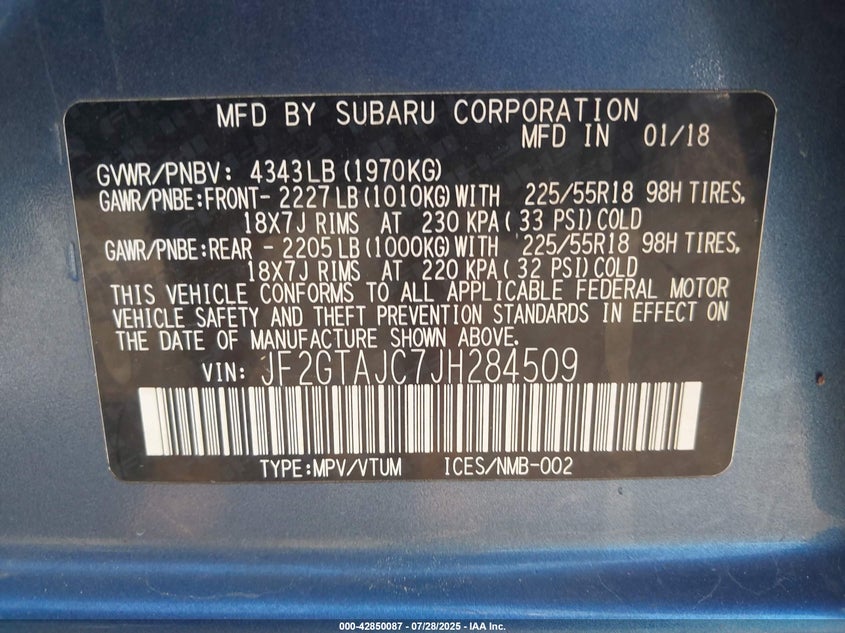 MFD BY SUBARU CORPORATION
MFD IN 01/18
GVWR/PNBV: 4343LB(1970KG)
GAWR/PNBE:FRONT- 2227LB(1010KG)WITH 225/55R18 98H TIRES,
18X7J RIMS AT 230 KPA( 33 PSI)COLD
GAWR/PNBE:REAR - 2205LB(1000KG)WITH 225/55R18 98H TIRES,
18X7J RIMS AT 220 KPA( 32 PSI)COLD
THIS VEHICLE CONFORMS TO ALL APPLICABLE FEDERAL MOTOR
VEHICLE SAFETY AND THEFT PREVENTION STANDARDS IN EFFECT ON
THE DATE OF MANUFACTURE SHOWN ABOVE.
VIN: JF2GTAJC7JH284509
TYPE:MPV/VTUM ICES/NMB-002
000-42850087 - 07/28/2025 - IAA Inc.